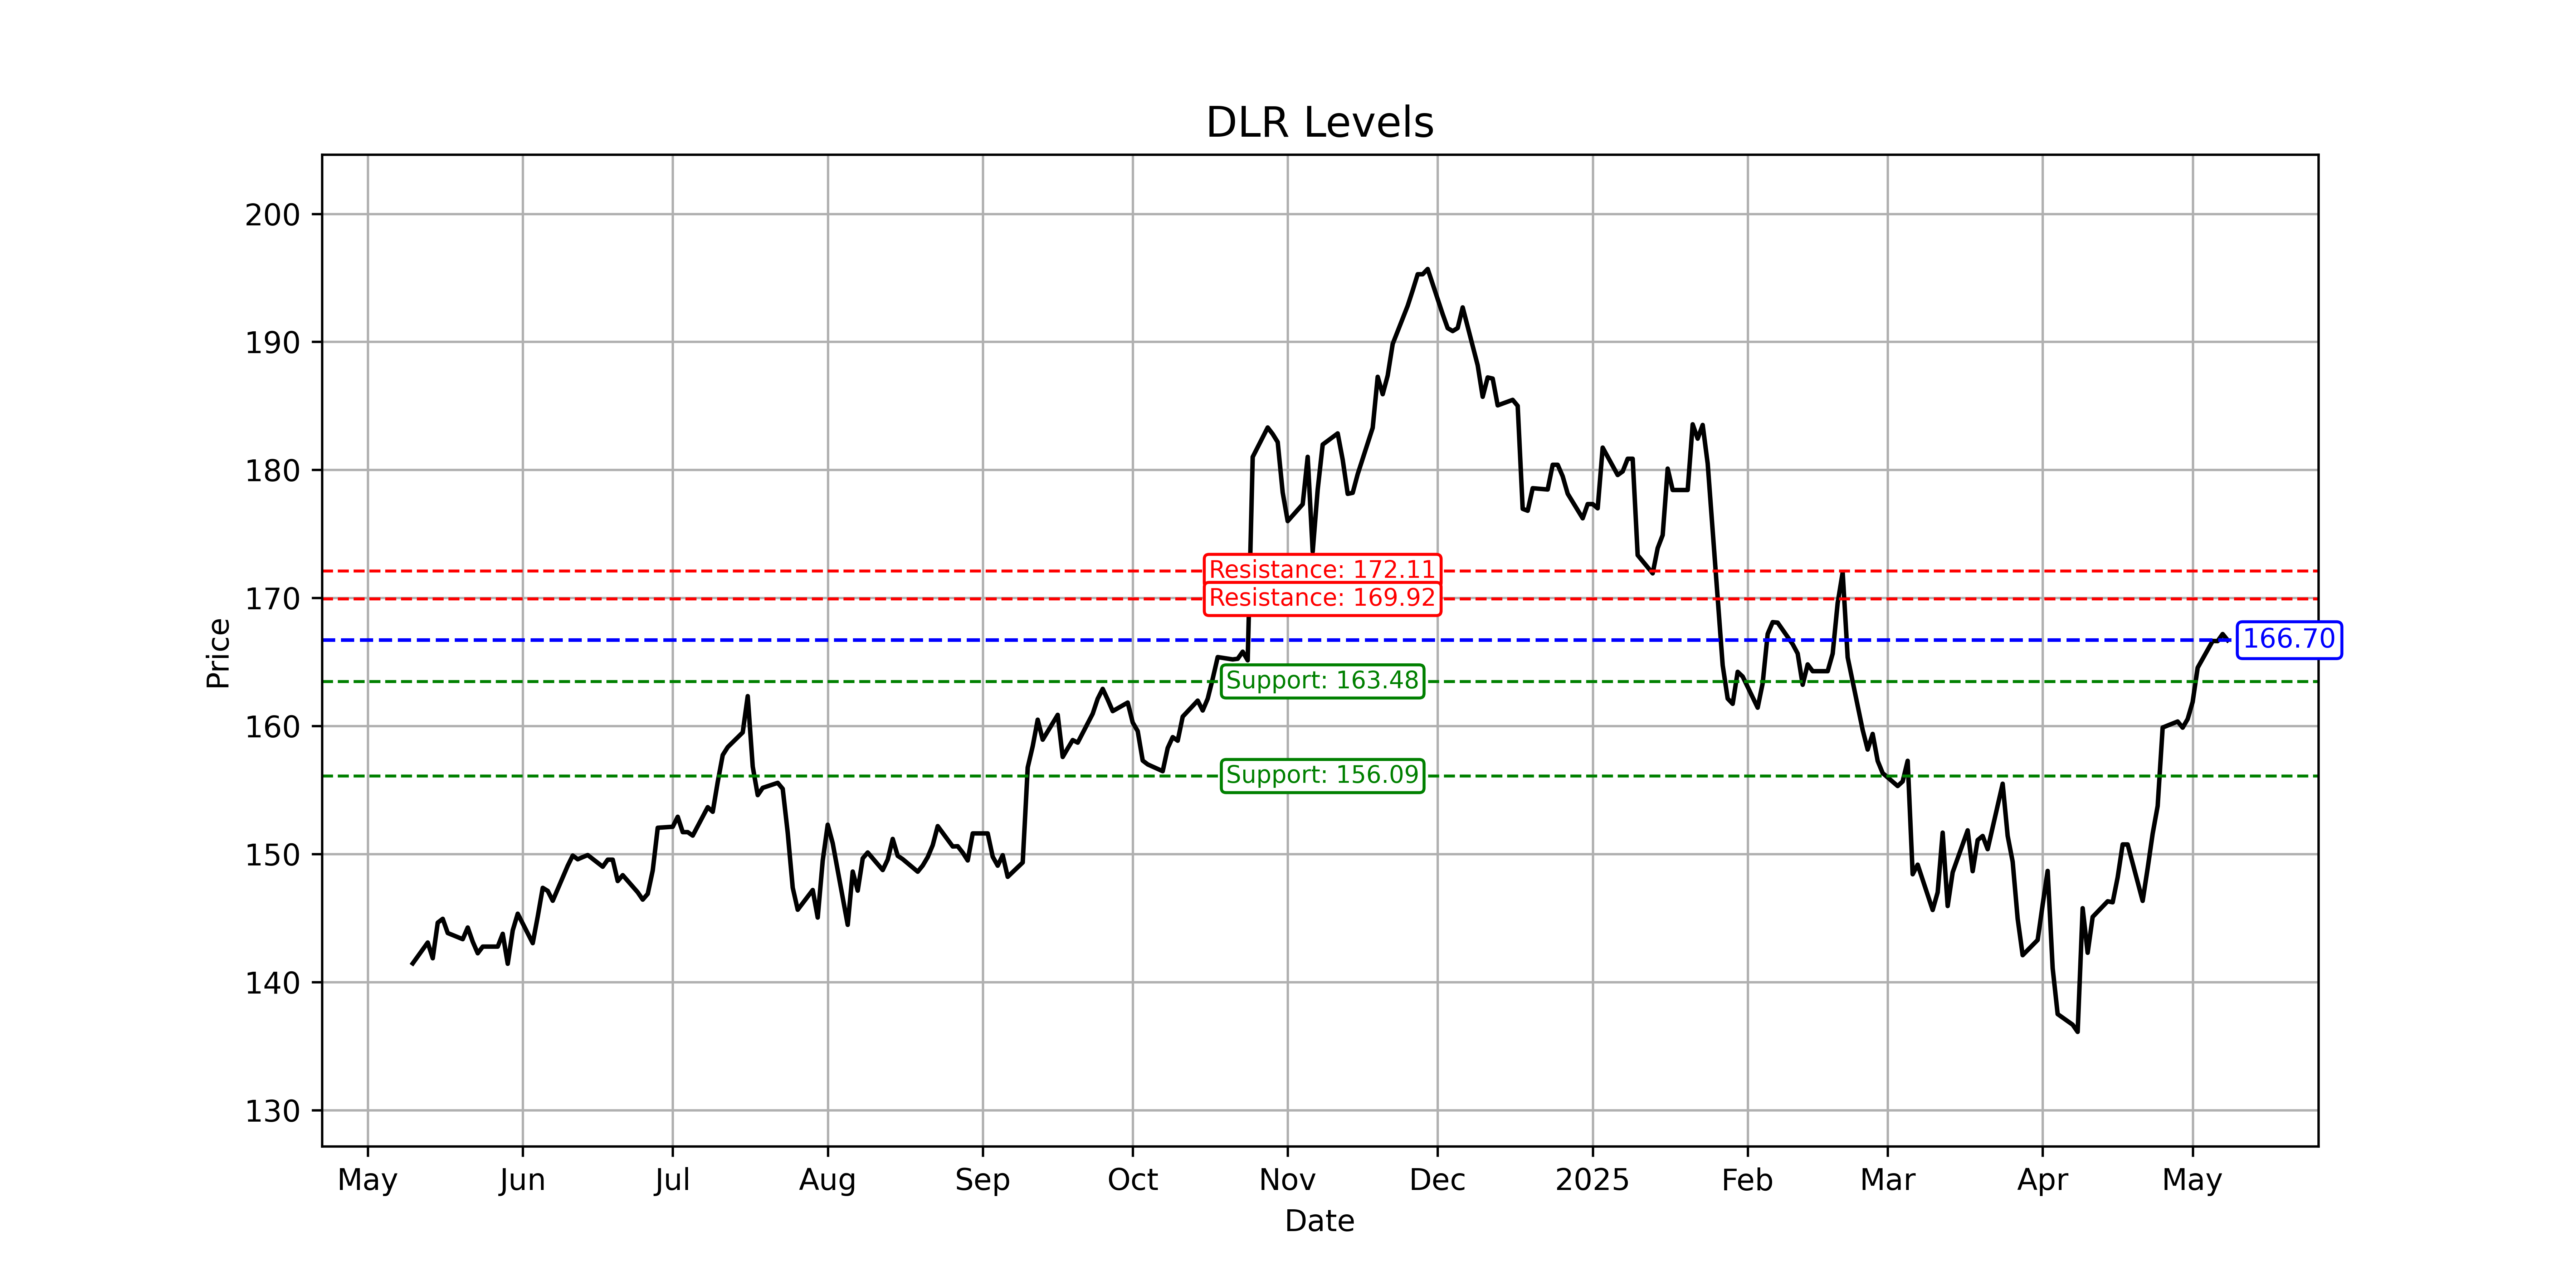 DLR Levels
200
190
180
170
160
150
140
130
Price
Resistance: 172.11
Resistance: 169.92
166.70
Support: 163.48
Support: 156.09
May Jun Jul Aug Sep Oct Nov Dec 2025 Feb Mar Apr May
Date